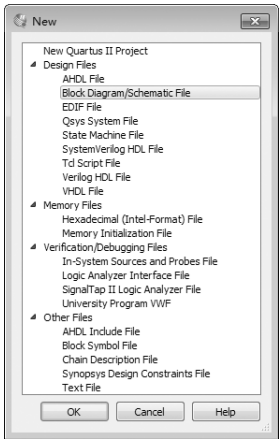 New
New Quartus II Project
Design Files
AHDL File
Block Diagram/Schematic File
EDIF File
Qsys System File
State Machine File
SystemVerilog HDL File
Tcl Script File
Verilog HDL File
VHDL File
Memory Files
Hexadecimal (Intel-Format) File
Memory Initialization File
Verification/Debugging Files
In-System Sources and Probes File
Logic Analyzer Interface File
SignalTap II Logic Analyzer File
University Program VWF
Other Files
AHDL Include File
Block Symbol File
Chain Description File
Synopsys Design Constraints File
Text File
OK Cancel Help